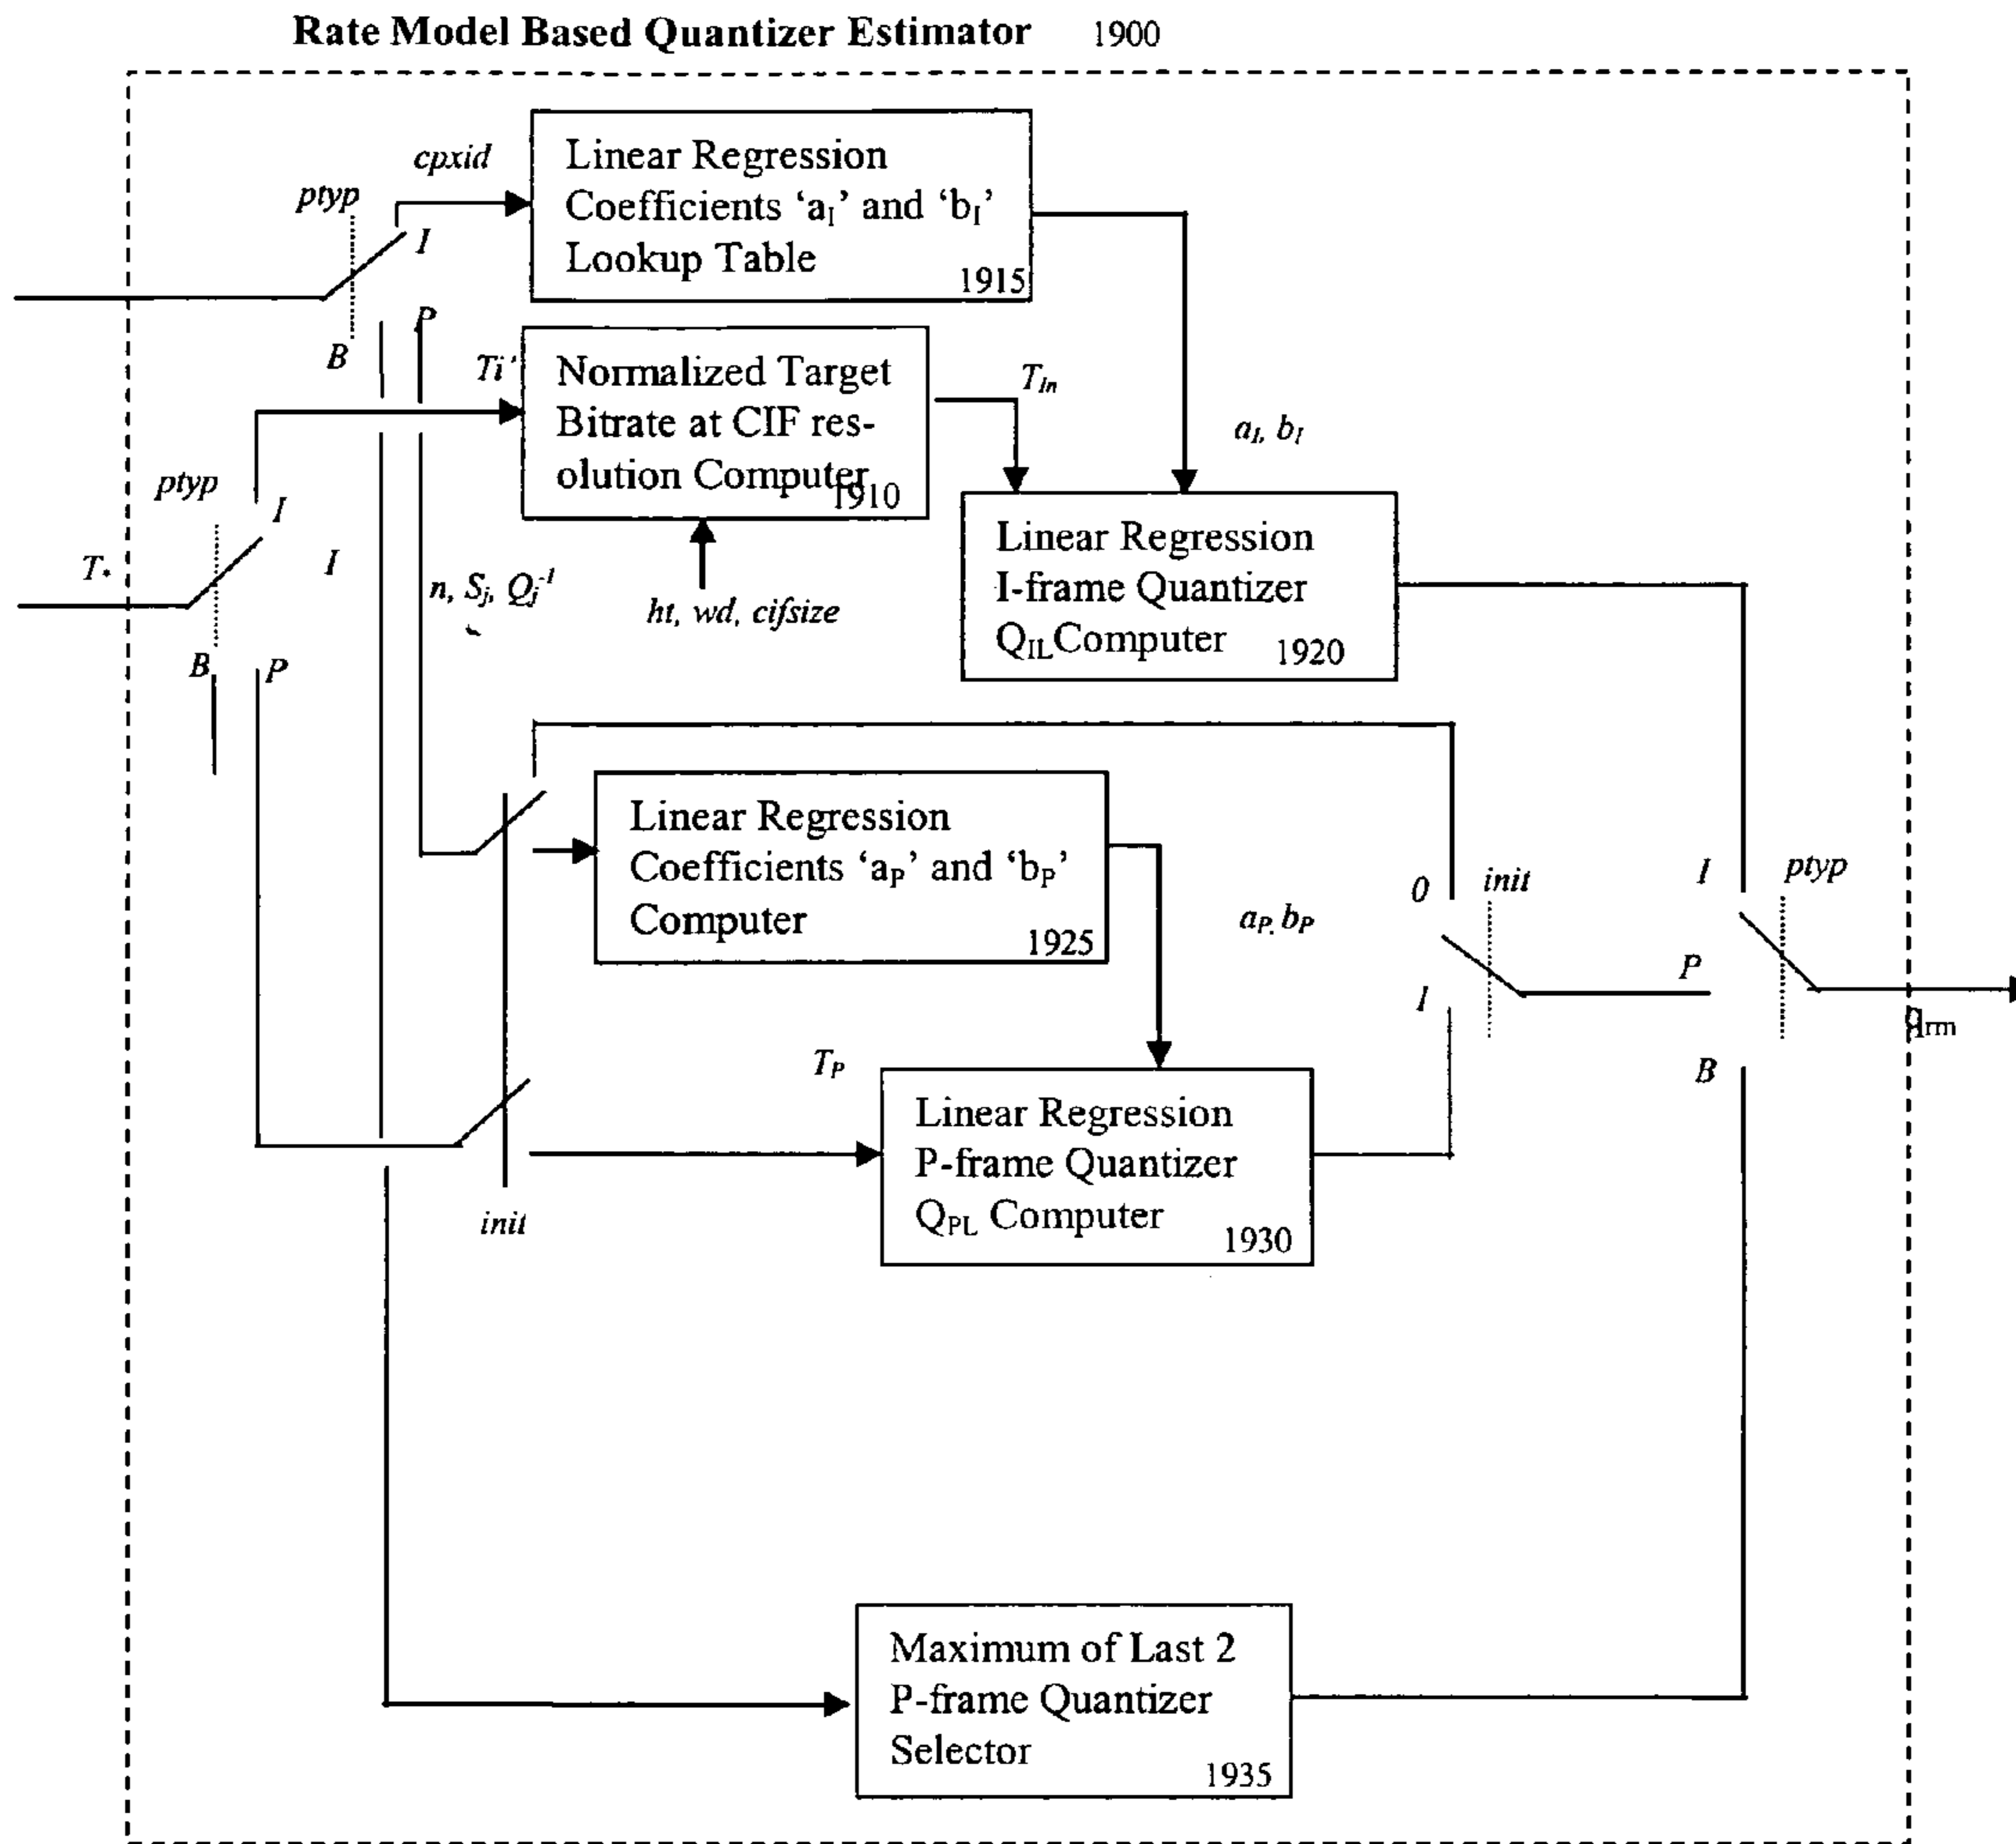 Rate Model Based Quantizer Estimator 1900
cpxid
ptyp
I
P
B
Linear Regression
Coefficients ‘aI’ and ‘bI’
Lookup Table
1915
Ti'
Normalized Target
Bitrate at CIF res-
olution Computer
1910
TIn
aI, bI
ht, wd, cifsize
ptyp
I
I
T*
B
P
n, Sj, Qj-1
Linear Regression
I-frame Quantizer
QIL Computer
1920
Linear Regression
Coefficients ‘aP’ and ‘bP’
Computer
1925
aP, bP
0
init
I
I
ptyp
P
B
qrm
TP
init
Linear Regression
P-frame Quantizer
QPL Computer
1930
Maximum of Last 2
P-frame Quantizer
Selector
1935